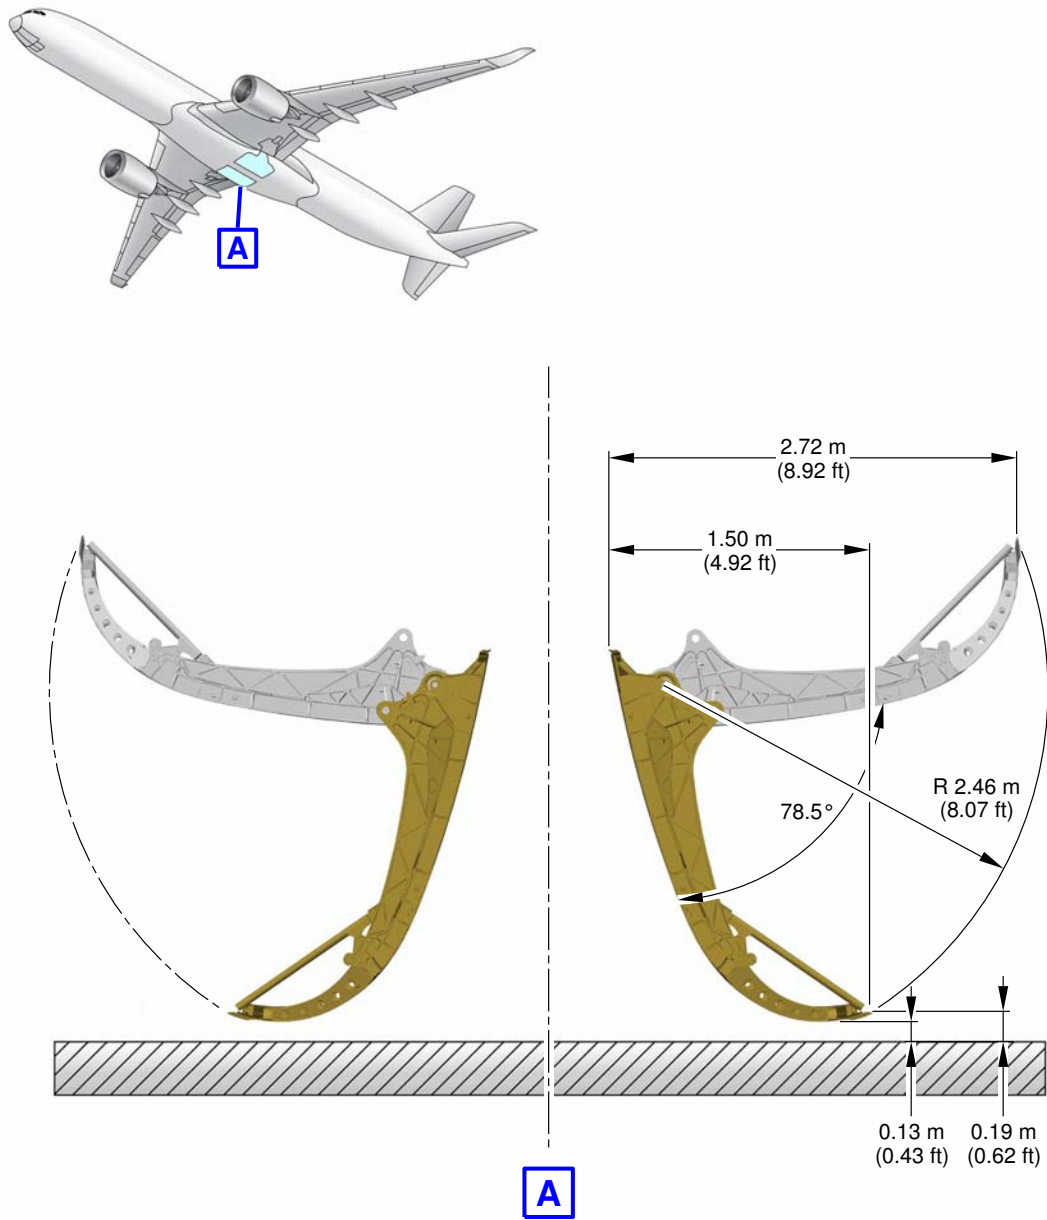 A
2.72 m
(8.92 ft)
1.50 m
(4.92 ft)
R 2.46 m
(8.07 ft)
78.5°
0.13 m
(0.43 ft)
0.19 m
(0.62 ft)
A